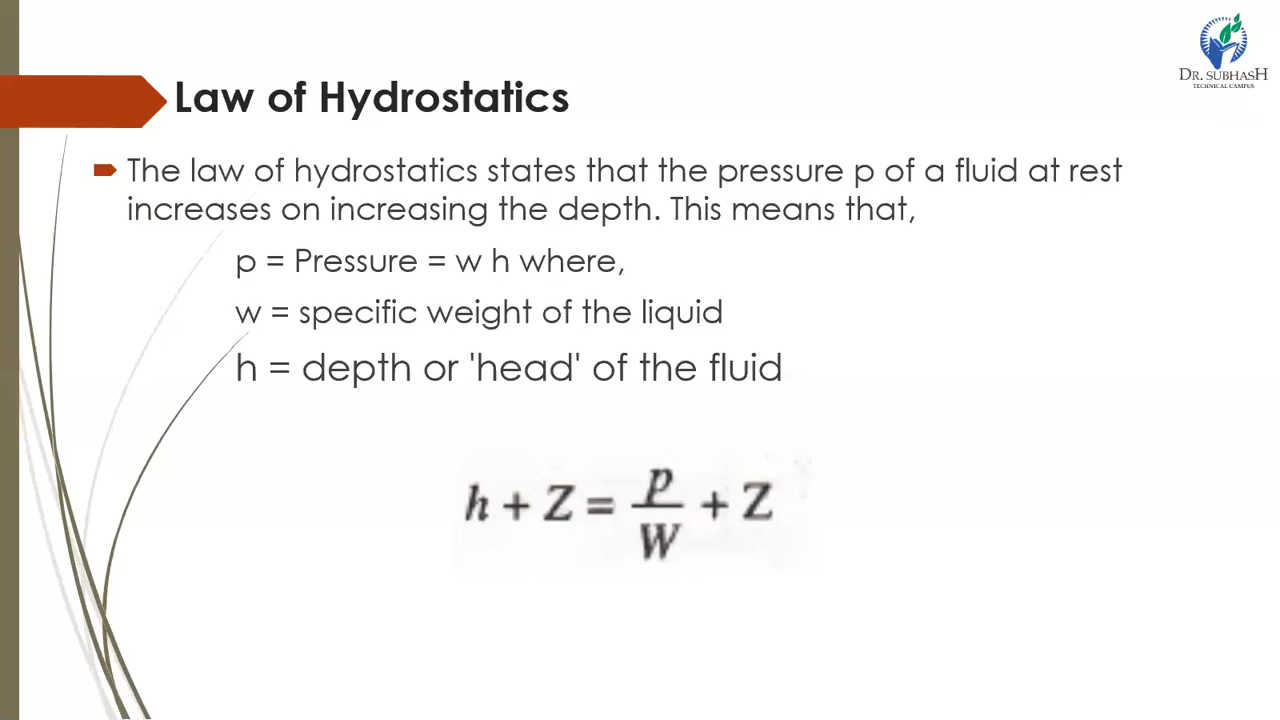 DR. SUBHASH
TECHNICAL CAMPUS
Law of Hydrostatics
The law of hydrostatics states that the pressure p of a fluid at rest
increases on increasing the depth. This means that,
p = Pressure = w h where,
w = specific weight of the liquid
h = depth or 'head' of the fluid
h + Z = p/W + Z